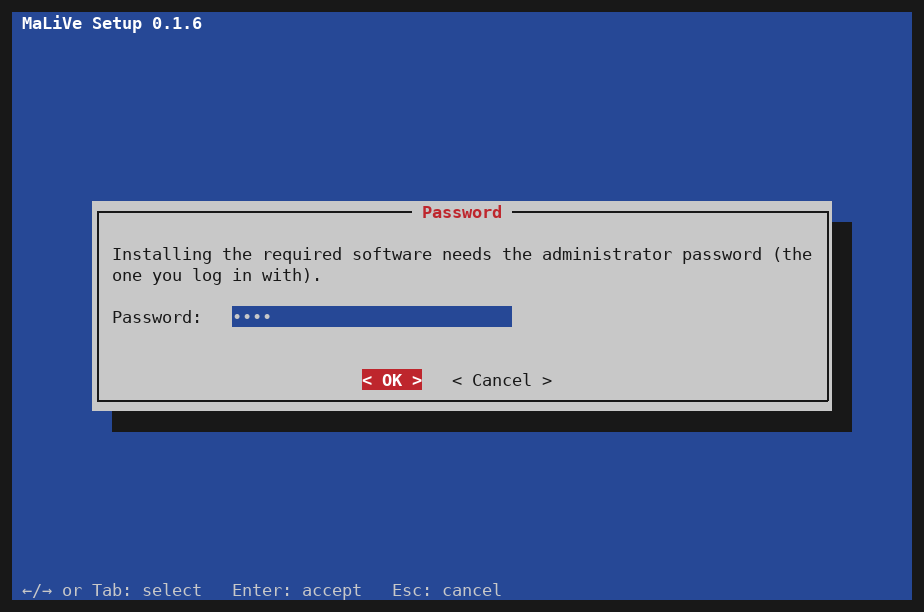 MaLiVe Setup 0.1.6
Password
Installing the required software needs the administrator password (the
one you log in with).
Password: ••••
< OK > < Cancel >
←/→ or Tab: select Enter: accept Esc: cancel